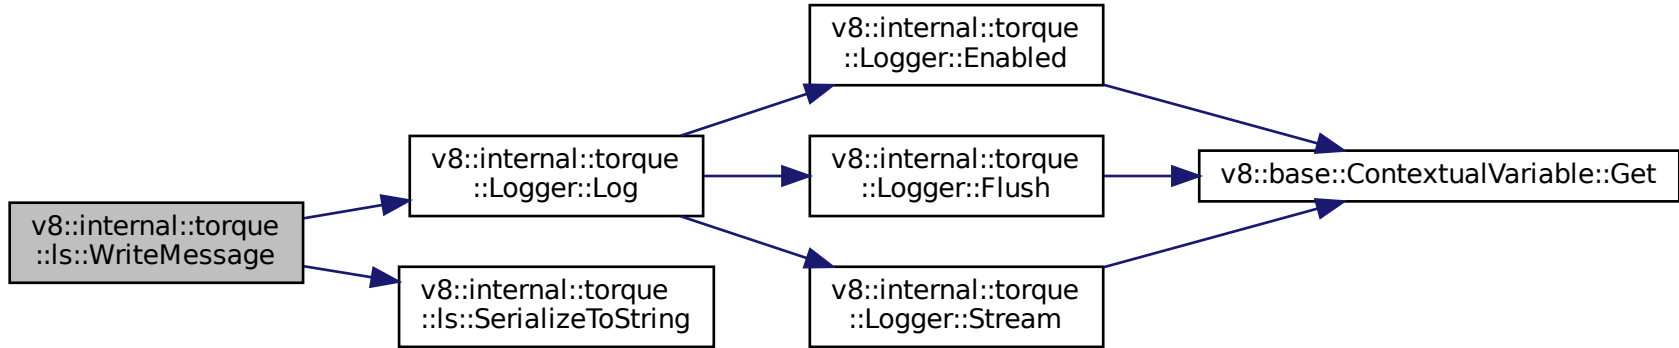 v8::internal::torque
::Logger::Enabled
v8::internal::torque
::Logger::Log
v8::internal::torque
::Logger::Flush
v8::base::ContextualVariable::Get
v8::internal::torque
::ls::WriteMessage
v8::internal::torque
::ls::SerializeToString
v8::internal::torque
::Logger::Stream